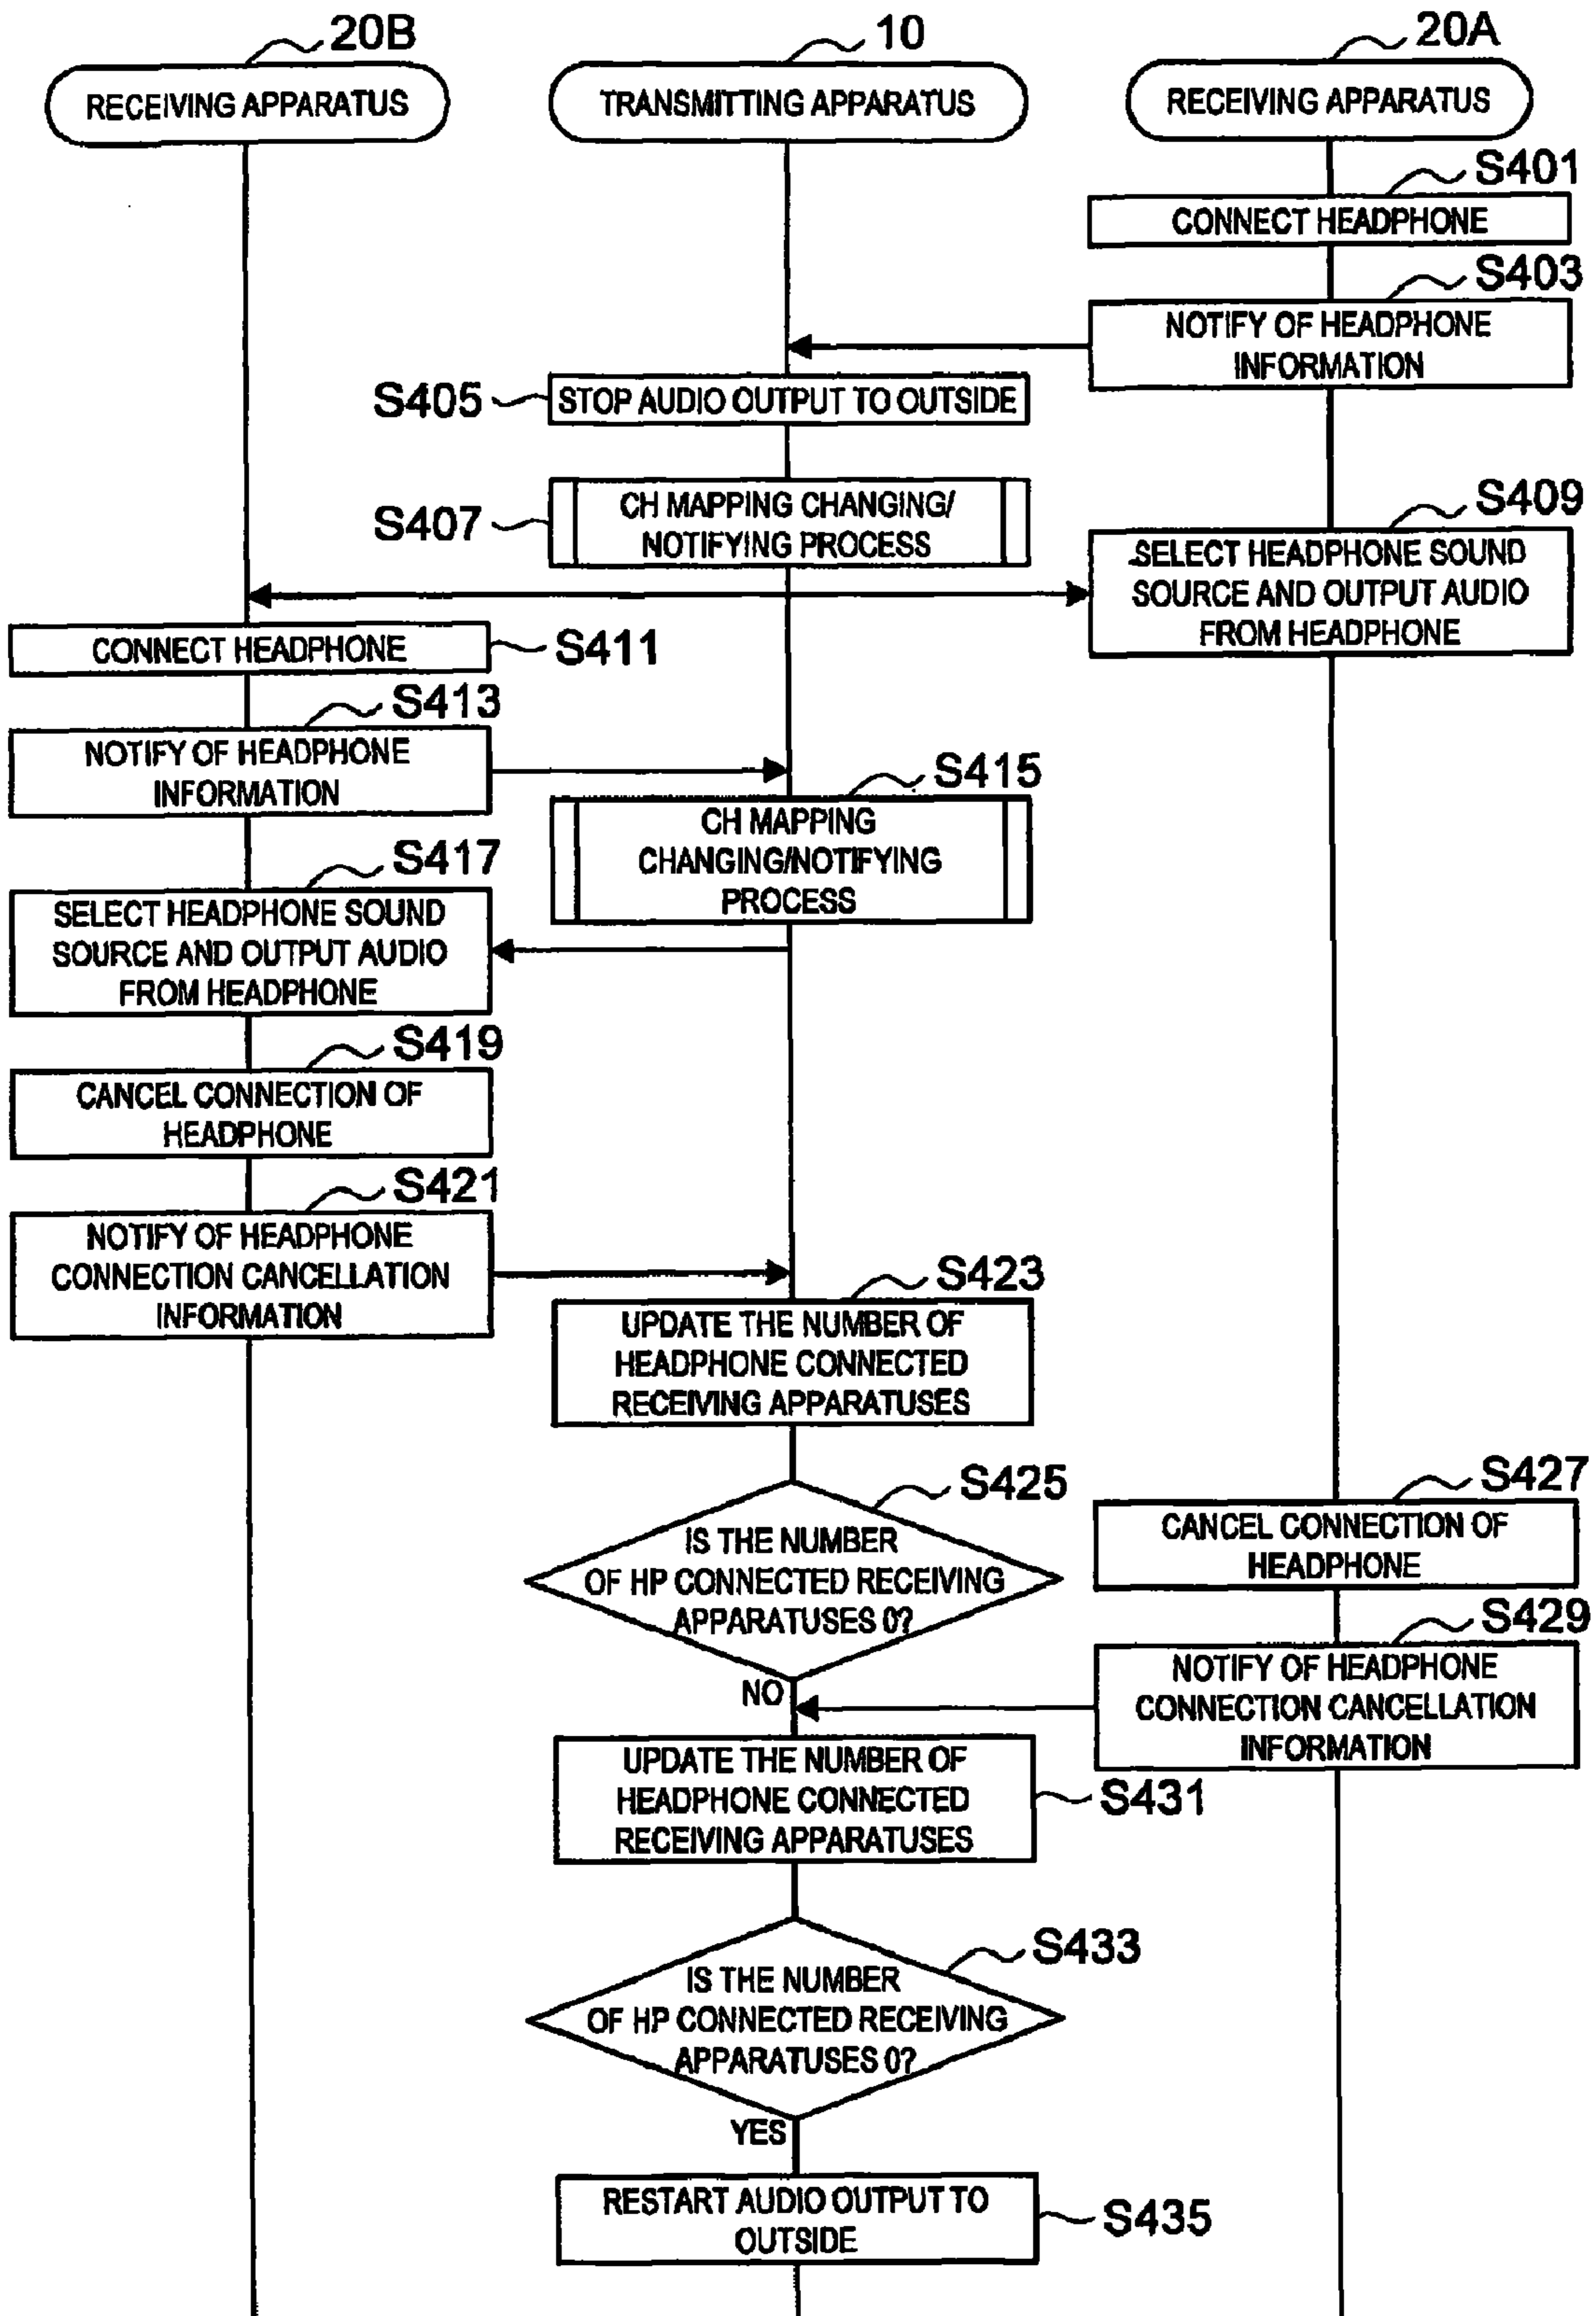 20B
10
20A
RECEIVING APPARATUS
TRANSMITTING APPARATUS
RECEIVING APPARATUS
S401
CONNECT HEADPHONE
S403
NOTIFY OF HEADPHONE
INFORMATION
S405
STOP AUDIO OUTPUT TO OUTSIDE
S407
CH MAPPING CHANGING/
NOTIFYING PROCESS
S409
SELECT HEADPHONE SOUND
SOURCE AND OUTPUT AUDIO
FROM HEADPHONE
CONNECT HEADPHONE
S411
S413
NOTIFY OF HEADPHONE
INFORMATION
S415
CH MAPPING
CHANGING/NOTIFYING
PROCESS
S417
SELECT HEADPHONE SOUND
SOURCE AND OUTPUT AUDIO
FROM HEADPHONE
S419
CANCEL CONNECTION OF
HEADPHONE
S421
NOTIFY OF HEADPHONE
CONNECTION CANCELLATION
INFORMATION
S423
UPDATE THE NUMBER OF
HEADPHONE CONNECTED
RECEIVING APPARATUSES
S425
IS THE NUMBER
OF HP CONNECTED RECEIVING
APPARATUSES 0?
NO
S427
CANCEL CONNECTION OF
HEADPHONE
S429
NOTIFY OF HEADPHONE
CONNECTION CANCELLATION
INFORMATION
UPDATE THE NUMBER OF
HEADPHONE CONNECTED
RECEIVING APPARATUSES
S431
S433
IS THE NUMBER
OF HP CONNECTED RECEIVING
APPARATUSES 0?
YES
RESTART AUDIO OUTPUT TO
OUTSIDE
S435